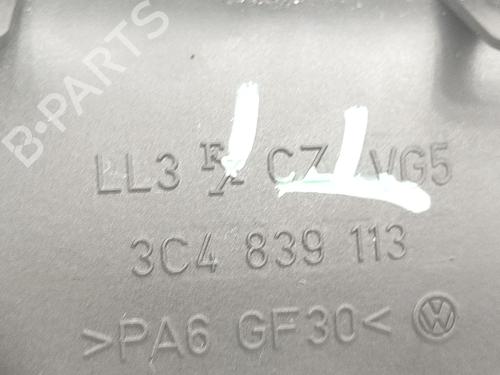 B-PARTS
LL3 CZ VG5
3C4 839 113
>PA6 GF30<